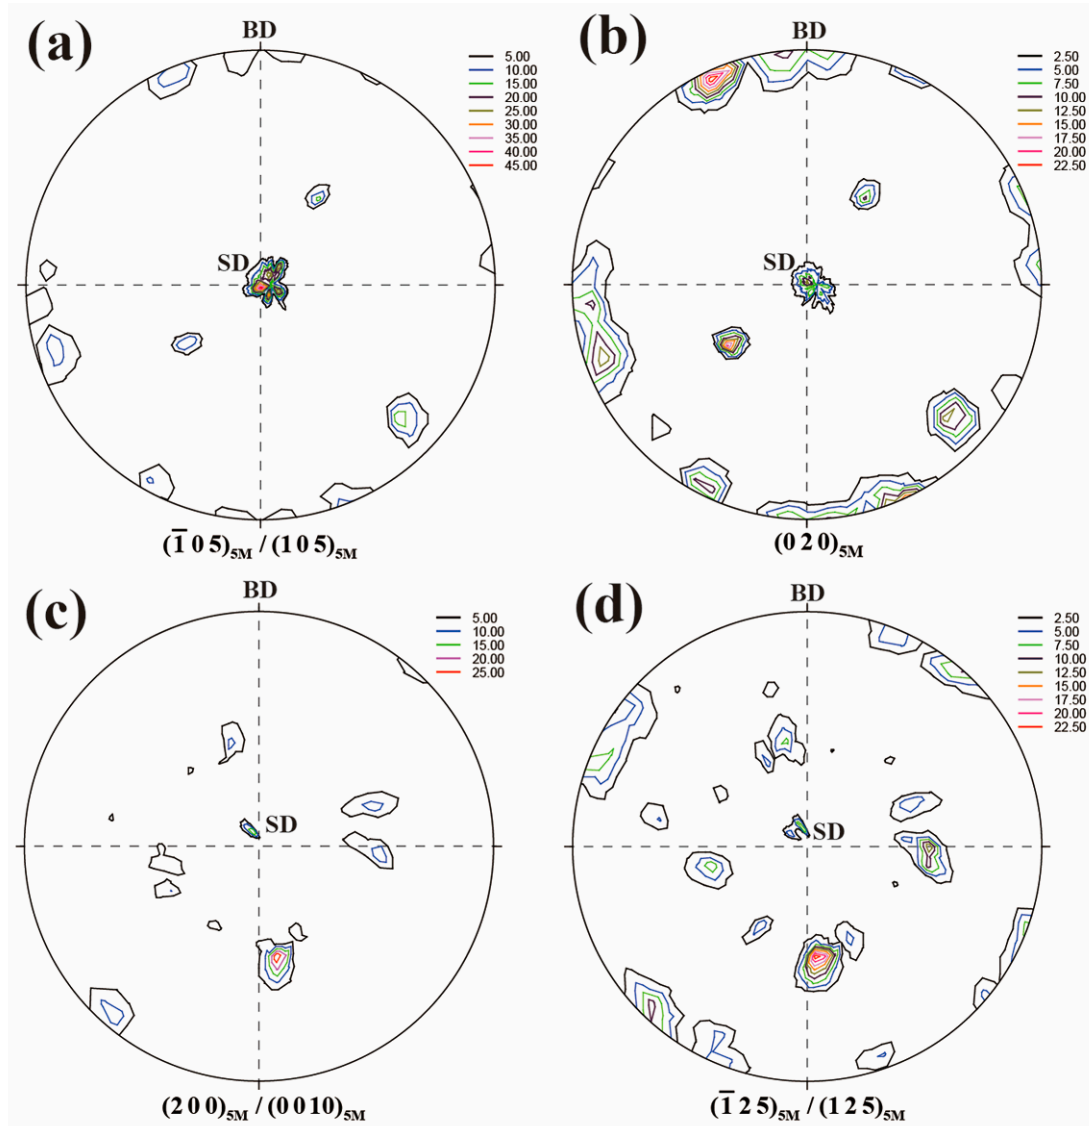 (a)
BD
5.00
10.00
15.00
20.00
25.00
30.00
35.00
40.00
45.00
SD
(1̅ 0 5)5M / (1 0 5)5M
(b)
BD
2.50
5.00
7.50
10.00
12.50
15.00
17.50
20.00
22.50
SD
(0 2 0)5M
(c)
BD
5.00
10.00
15.00
20.00
25.00
SD
(2 0 0)5M / (0 0 10)5M
(d)
BD
2.50
5.00
7.50
10.00
12.50
15.00
17.50
20.00
22.50
SD
(1̅ 2 5)5M / (1 2 5)5M